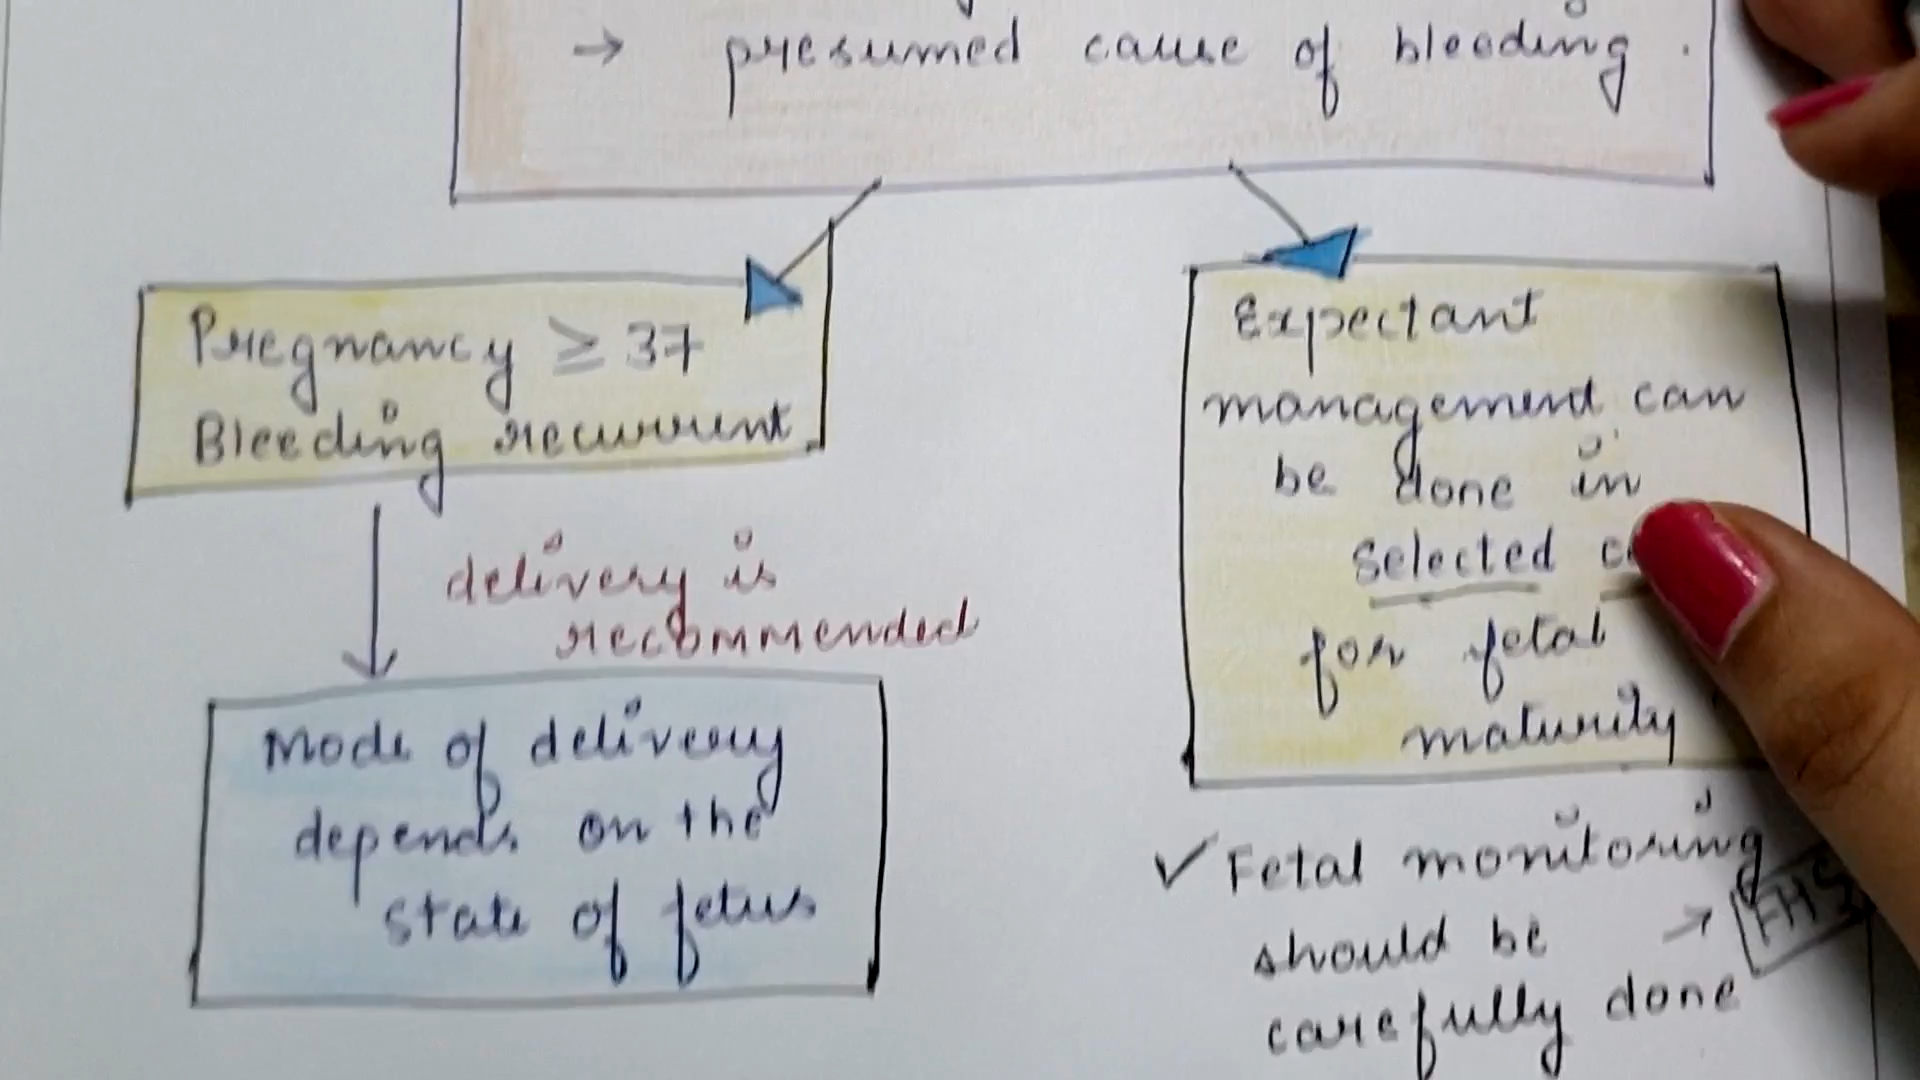 → presumed cause of bleeding.
Pregnancy ≥ 37
Bleeding recurrent.
delivery is
recommended
Mode of delivery
depends on the
state of fetus
Expectant
management can
be done in
selected
for fetal
maturity
✓ Fetal monitoring
should be → FHS
carefully done